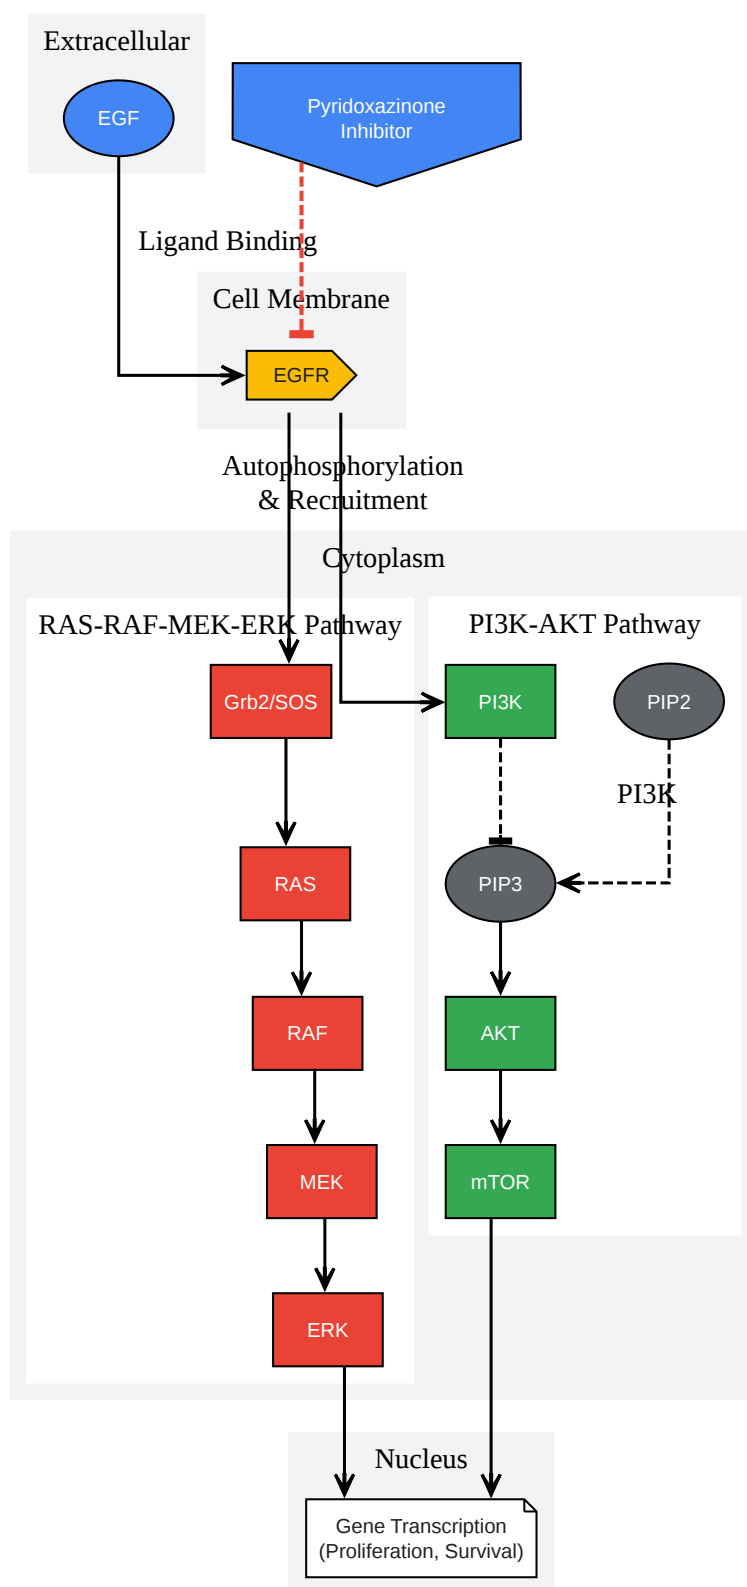 Extracellular
EGF
Pyridoxazinone
Inhibitor
Ligand Binding
Cell Membrane
EGFR
Autophosphorylation
& Recruitment
Cytoplasm
RAS-RAF-MEK-ERK Pathway
PI3K-AKT Pathway
Grb2/SOS
PI3K
PIP2
PI3K
RAS
PIP3
RAF
AKT
MEK
mTOR
ERK
Nucleus
Gene Transcription
(Proliferation, Survival)